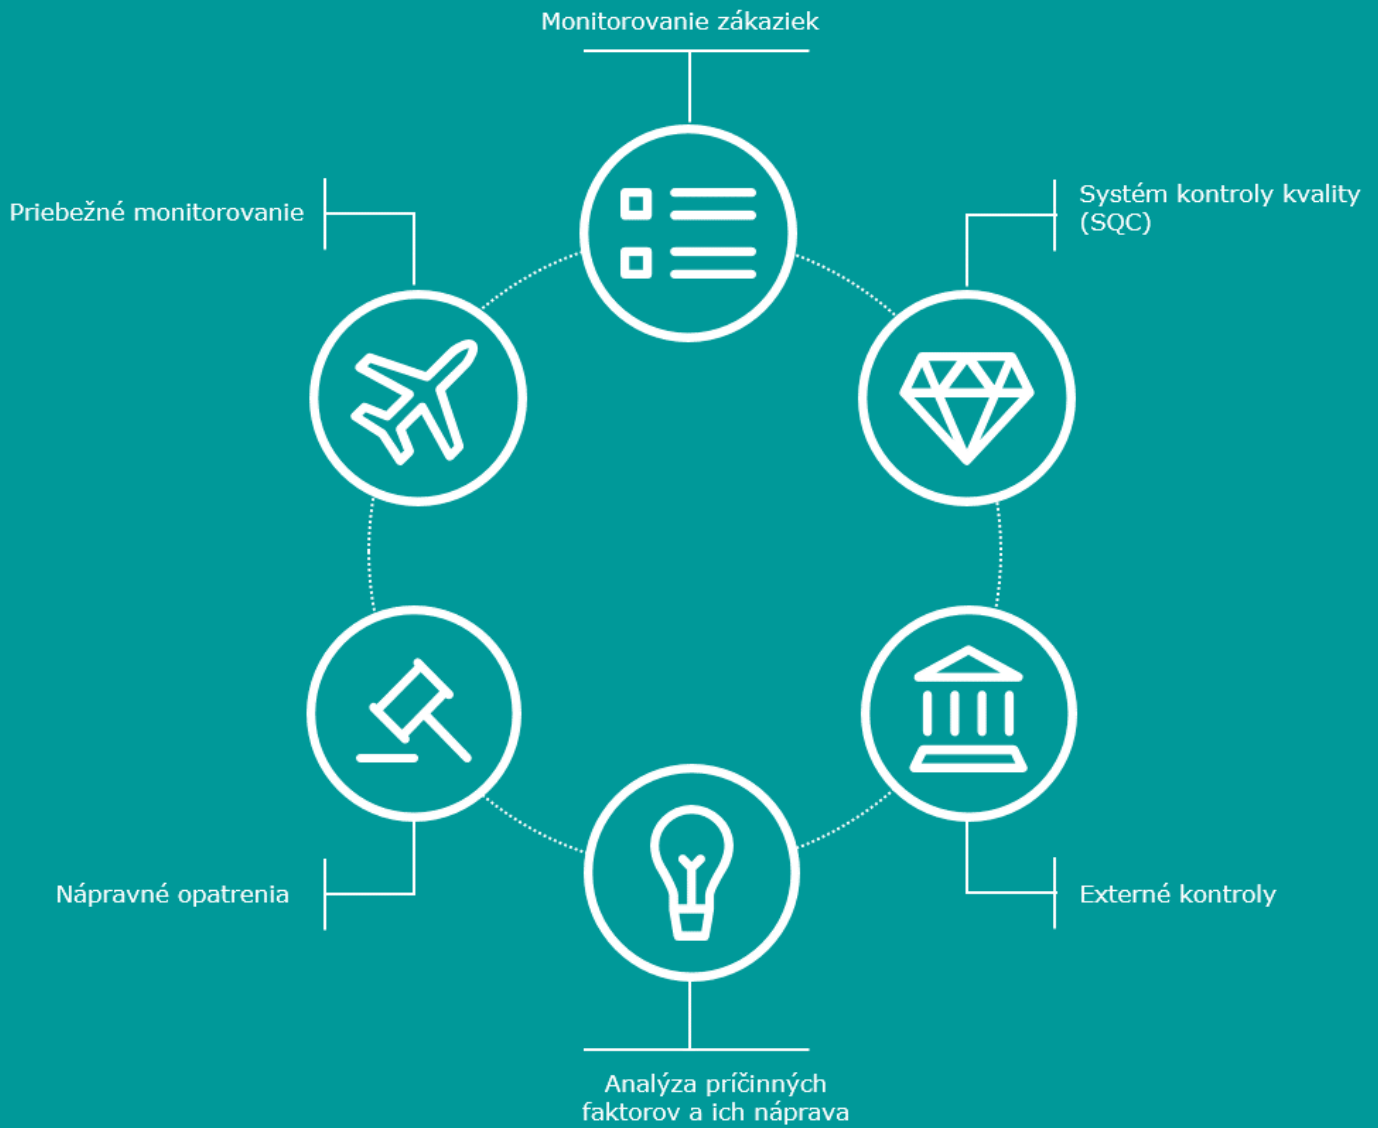 Monitorovanie zákaziek
Priebežné monitorovanie
Systém kontroly kvality
(SQC)
Nápravné opatrenia
Externé kontroly
Analýza príčinných
faktorov a ich náprava